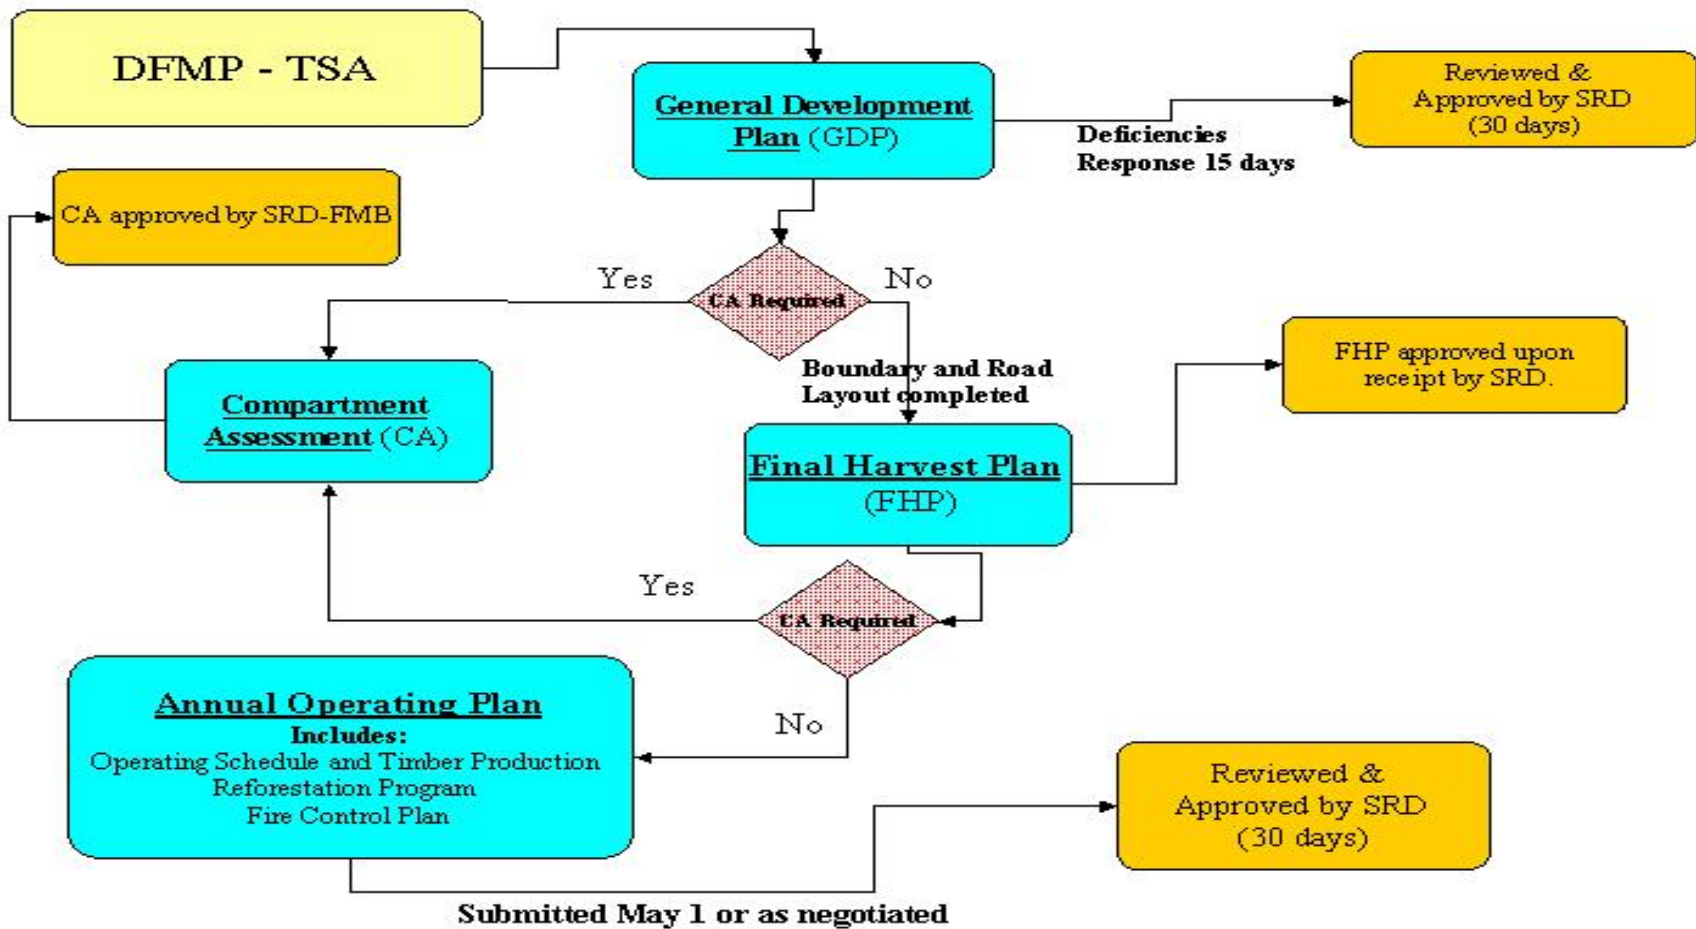 DFMP - TSA
General Development
Plan (GDP)
Reviewed &
Approved by SRD
(30 days)
Deficiencies
Response 15 days
CA approved by SRD-FMB
Yes
No
CA Required
Boundary and Road
Layout completed
FHP approved upon
receipt by SRD.
Compartment
Assessment (CA)
Final Harvest Plan
(FHP)
Yes
CA Required
No
Annual Operating Plan
Includes:
Operating Schedule and Timber Production
Reforestation Program
Fire Control Plan
Reviewed &
Approved by SRD
(30 days)
Submitted May 1 or as negotiated